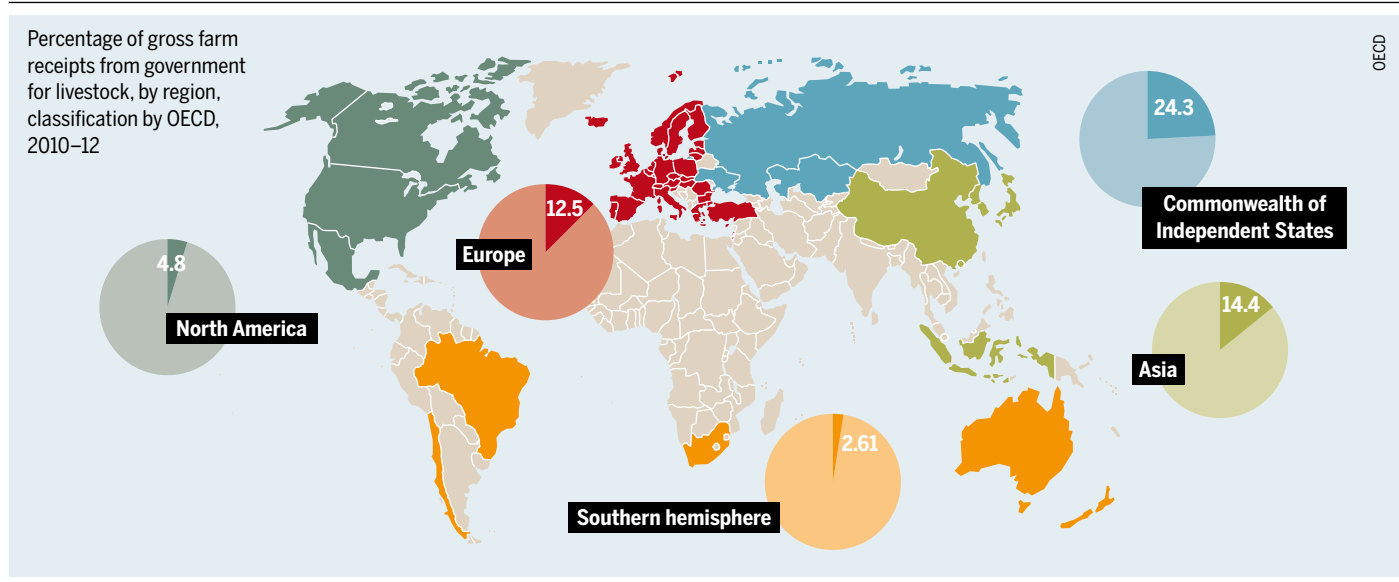 Percentage of gross farm
receipts from government
for livestock, by region,
classification by OECD,
2010–12
OECD
24.3
Commonwealth of
Independent States
12.5
Europe
4.8
North America
14.4
Asia
2.61
Southern hemisphere